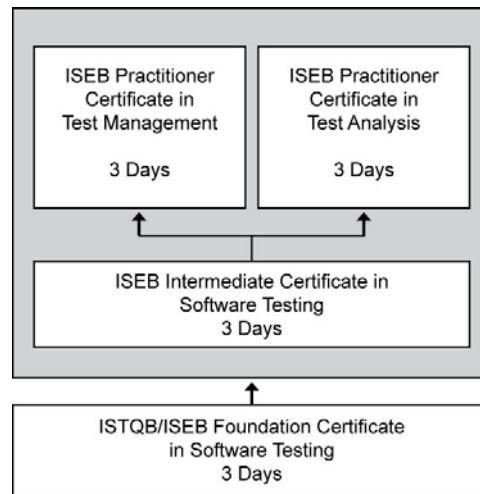 ISEB Practitioner
Certificate in
Test Management
3 Days
ISEB Practitioner
Certificate in
Test Analysis
3 Days
ISEB Intermediate Certificate in
Software Testing
3 Days
ISTQB/ISEB Foundation Certificate
in Software Testing
3 Days